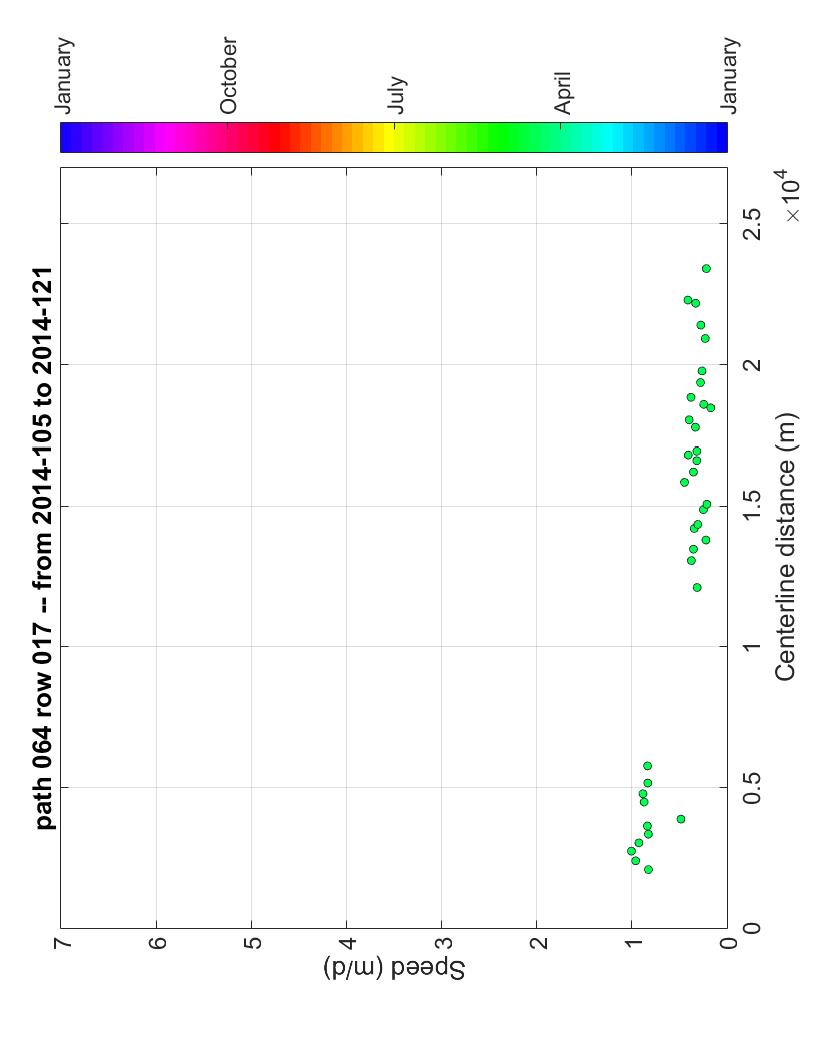 path 064 row 017 -- from 2014-105 to 2014-121
7
6
5
4
3
2
1
0
Speed (m/d)
0
0.5
1
1.5
2
2.5
×10⁴
Centerline distance (m)
January
October
July
April
January